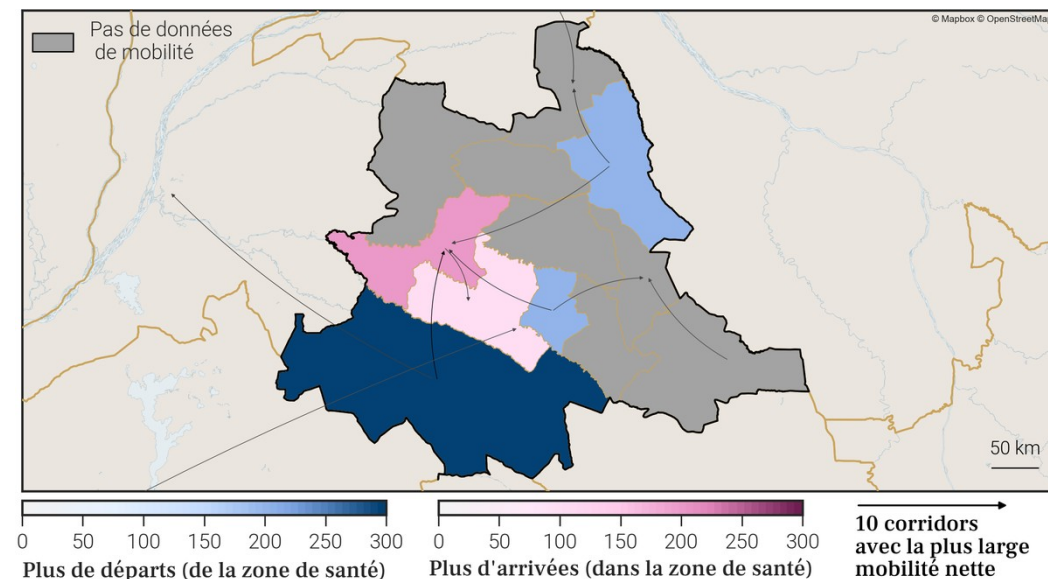 Pas de données
de mobilité
© Mapbox © OpenStreetMap
50 km
0 50 100 150 200 250 300
Plus de départs (de la zone de santé)
0 50 100 150 200 250 300
Plus d'arrivées (dans la zone de santé)
10 corridors
avec la plus large
mobilité nette